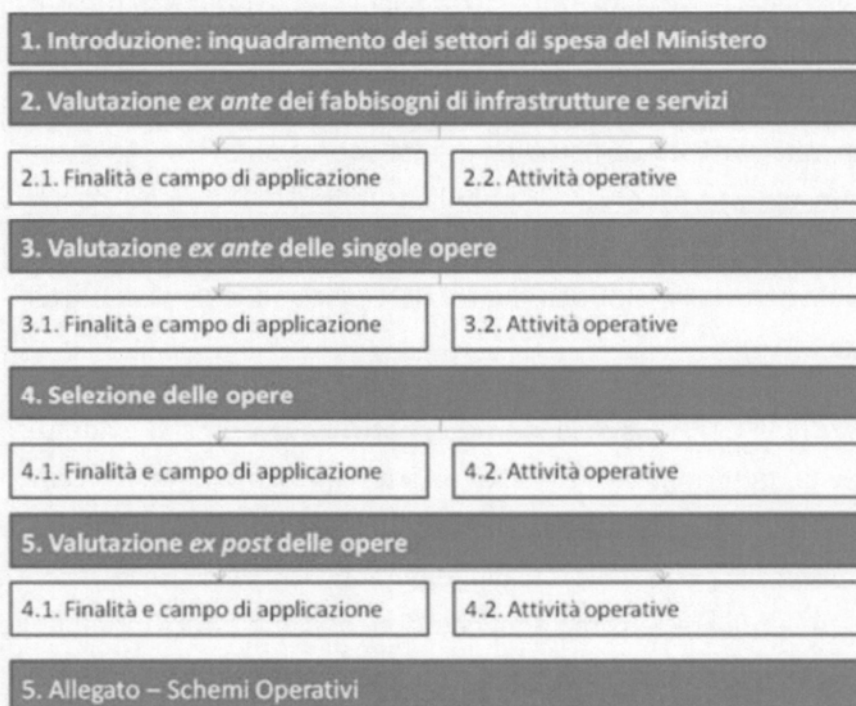 1. Introduzione: inquadramento dei settori di spesa del Ministero
2. Valutazione ex ante dei fabbisogni di infrastrutture e servizi
2.1. Finalità e campo di applicazione
2.2. Attività operative
3. Valutazione ex ante delle singole opere
3.1. Finalità e campo di applicazione
3.2. Attività operative
4. Selezione delle opere
4.1. Finalità e campo di applicazione
4.2. Attività operative
5. Valutazione ex post delle opere
4.1. Finalità e campo di applicazione
4.2. Attività operative
5. Allegato – Schemi Operativi